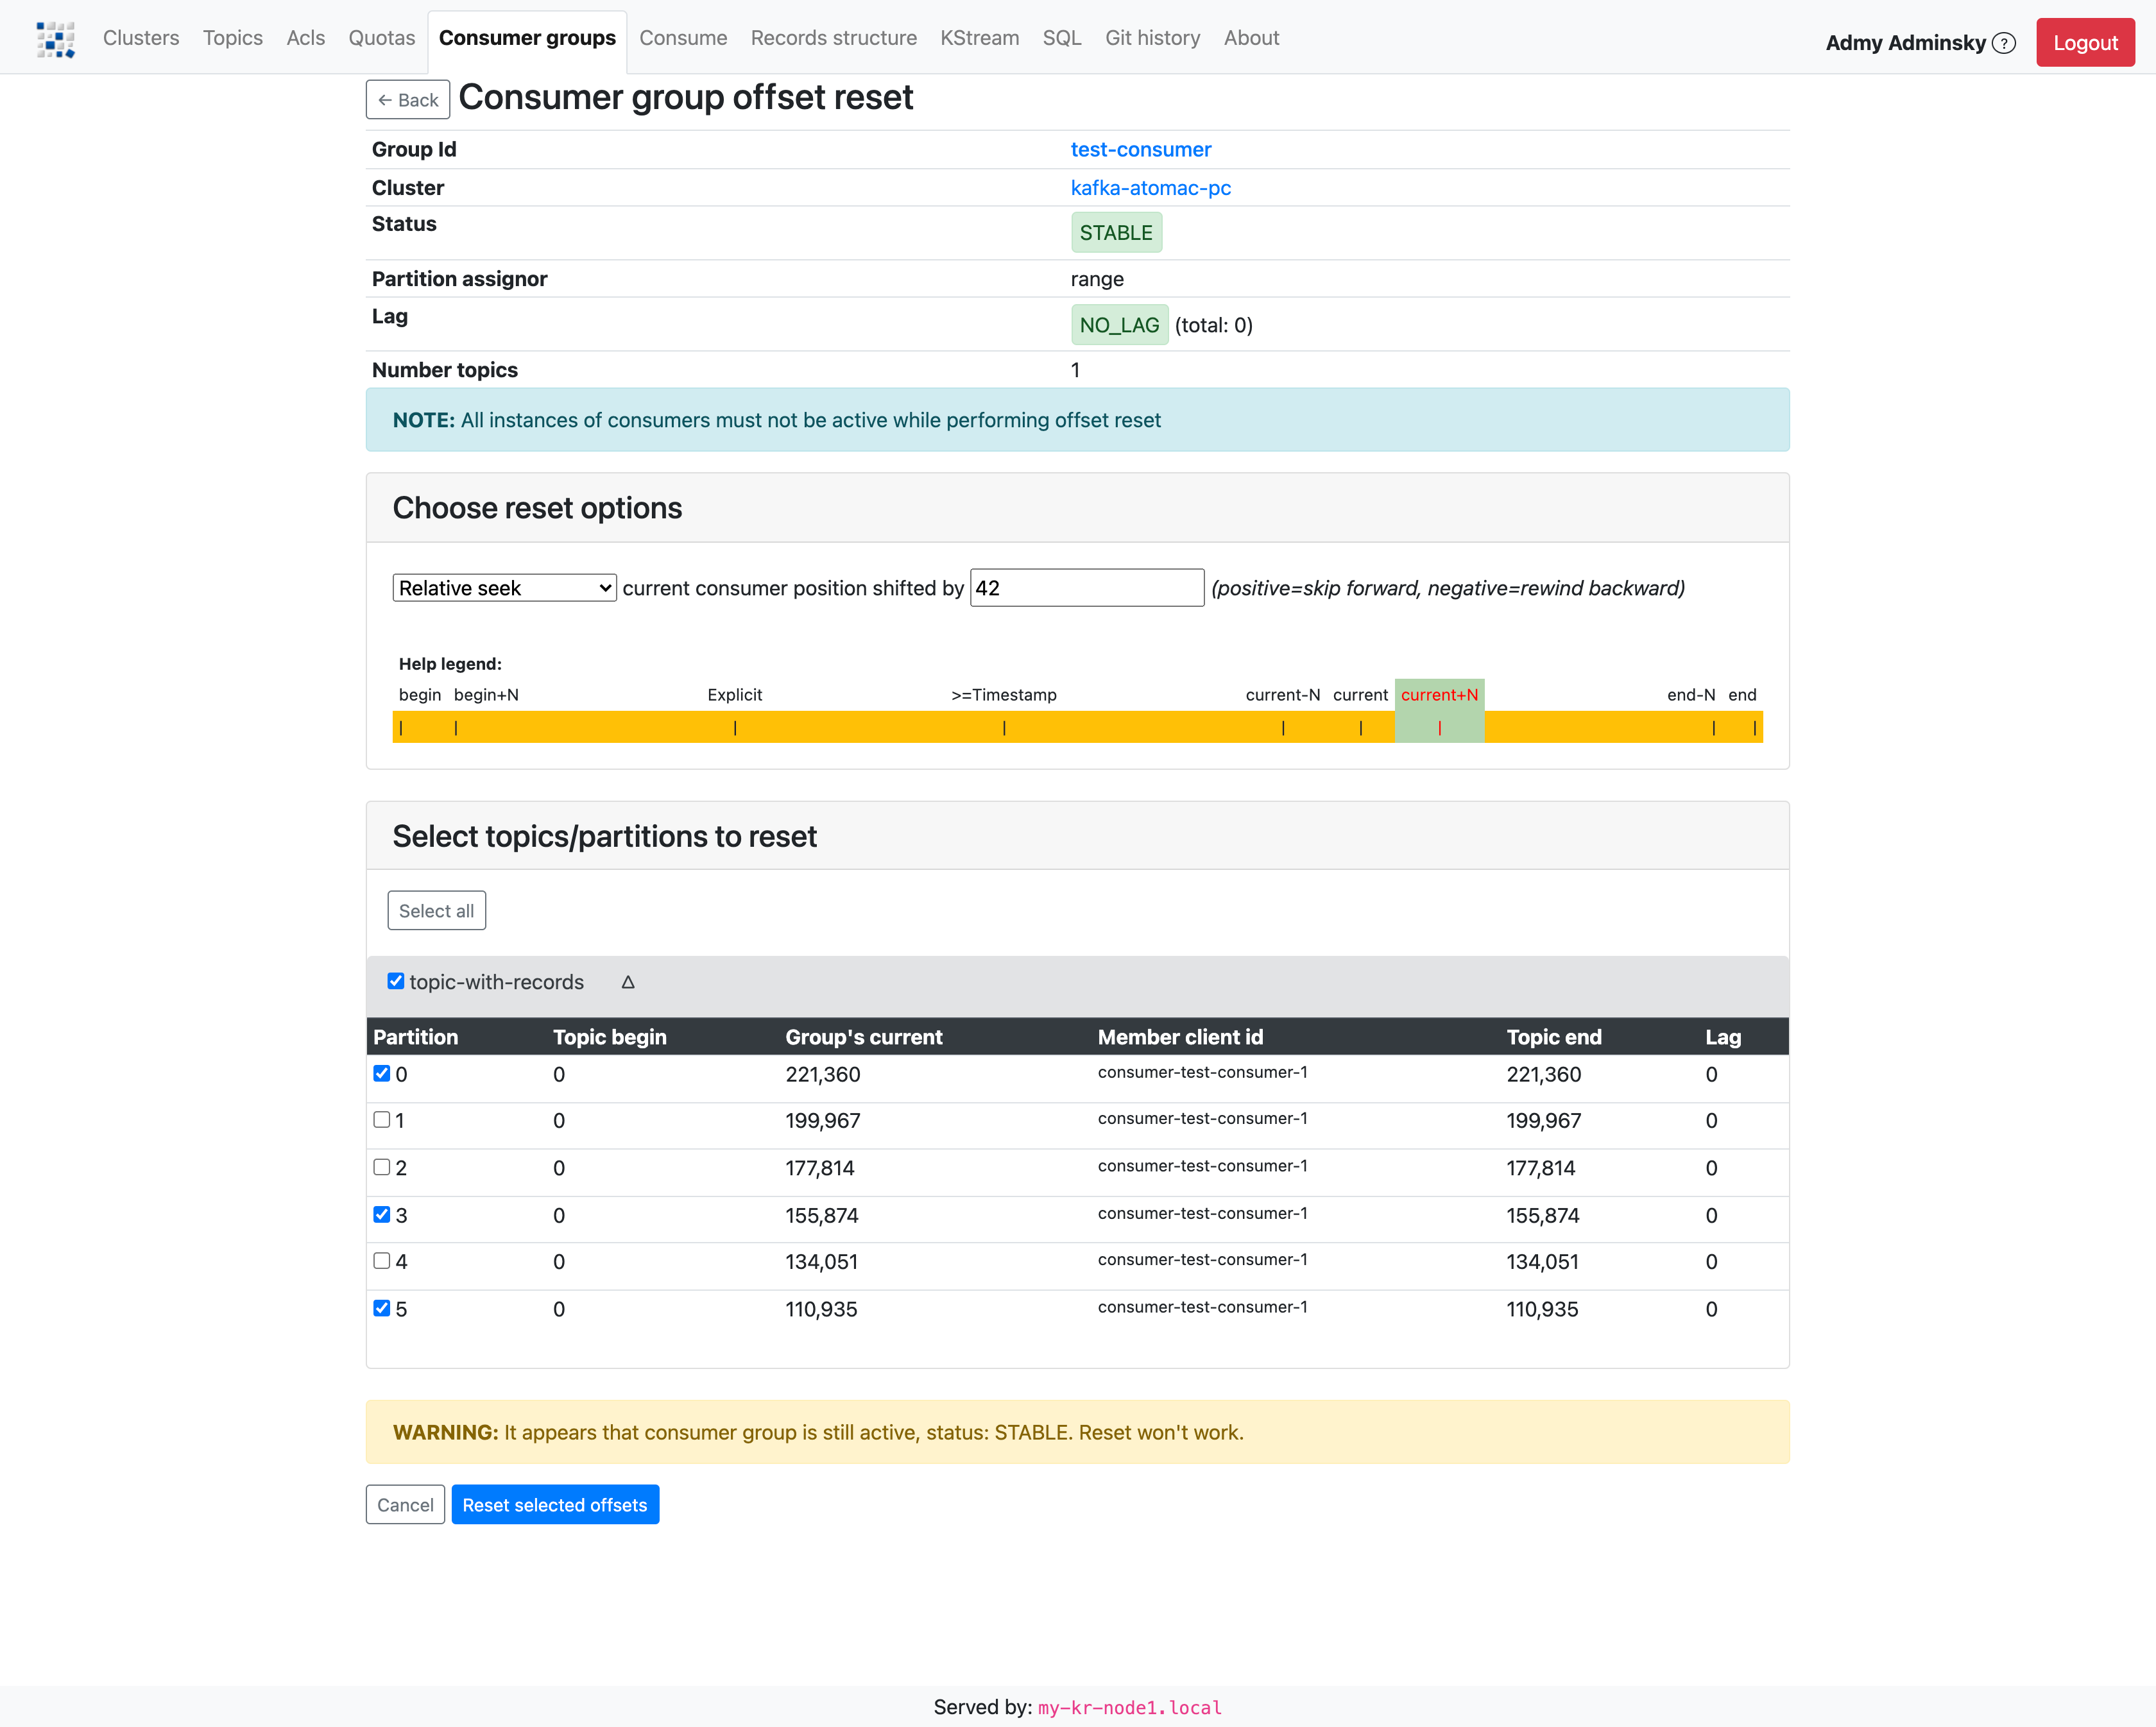 Clusters Topics Acls Quotas Consumer groups Consume Records structure KStream SQL Git history About Admy Adminsky ? Logout
← Back Consumer group offset reset
Group Id test-consumer
Cluster kafka-atomac-pc
Status STABLE
Partition assignor range
Lag NO_LAG (total: 0)
Number topics 1
NOTE: All instances of consumers must not be active while performing offset reset
Choose reset options
Relative seek current consumer position shifted by 42 (positive=skip forward, negative=rewind backward)
Help legend:
begin begin+N Explicit >=Timestamp current-N current current+N end-N end
| | | | | | | | |
Select topics/partitions to reset
Select all
topic-with-records Δ
Partition Topic begin Group's current Member client id Topic end Lag
0 0 221,360 consumer-test-consumer-1 221,360 0
1 0 199,967 consumer-test-consumer-1 199,967 0
2 0 177,814 consumer-test-consumer-1 177,814 0
3 0 155,874 consumer-test-consumer-1 155,874 0
4 0 134,051 consumer-test-consumer-1 134,051 0
5 0 110,935 consumer-test-consumer-1 110,935 0
WARNING: It appears that consumer group is still active, status: STABLE. Reset won't work.
Cancel Reset selected offsets
Served by: my-kr-node1.local